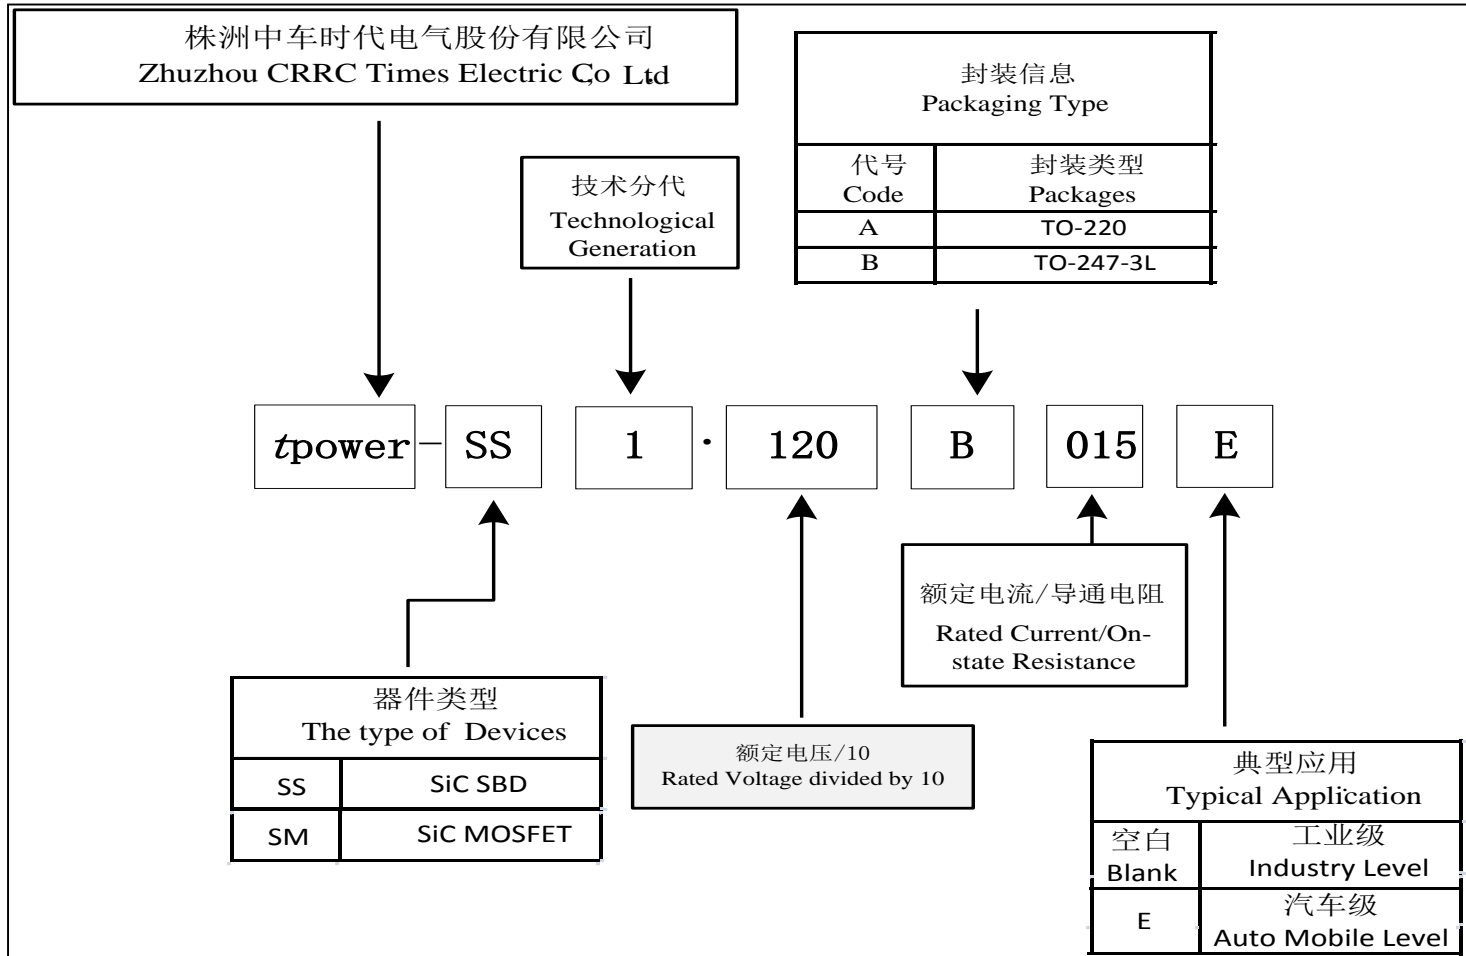 株洲中车时代电气股份有限公司
Zhuzhou CRRC Times Electric Co, Ltd
封装信息
Packaging Type
代号 封装类型
Code Packages
A TO-220
B TO-247-3L
技术分代
Technological
Generation
tpower-SS 1 · 120 B 015 E
器件类型
The type of Devices
SS SiC SBD
SM SiC MOSFET
额定电压/10
Rated Voltage divided by 10
额定电流/导通电阻
Rated Current/On-
state Resistance
典型应用
Typical Application
空白 工业级
Blank Industry Level
E 汽车级
Auto Mobile Level